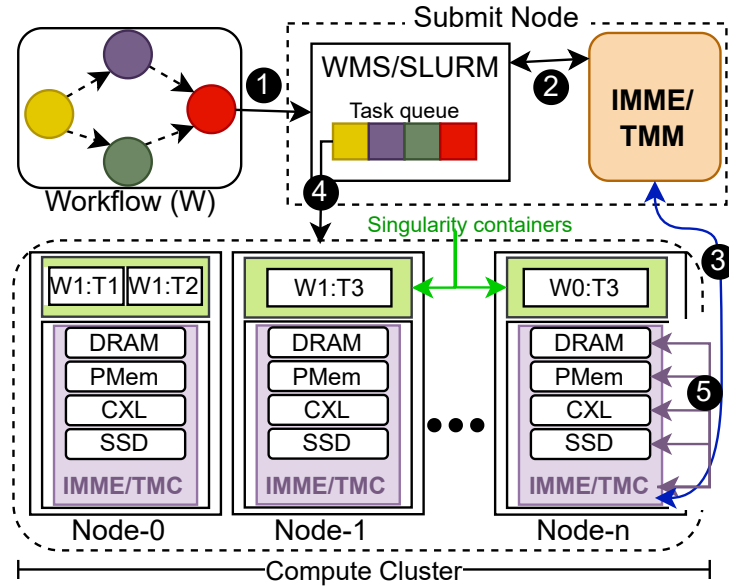 Submit Node
1
WMS/SLURM
2
IMME/
TMM
Task queue
Workflow (W)
4
Singularity containers
3
W1:T1
W1:T2
W1:T3
W0:T3
DRAM
PMem
CXL
SSD
IMME/TMC
DRAM
PMem
CXL
SSD
IMME/TMC
DRAM
PMem
CXL
SSD
IMME/TMC
5
Node-0
Node-1
Node-n
Compute Cluster